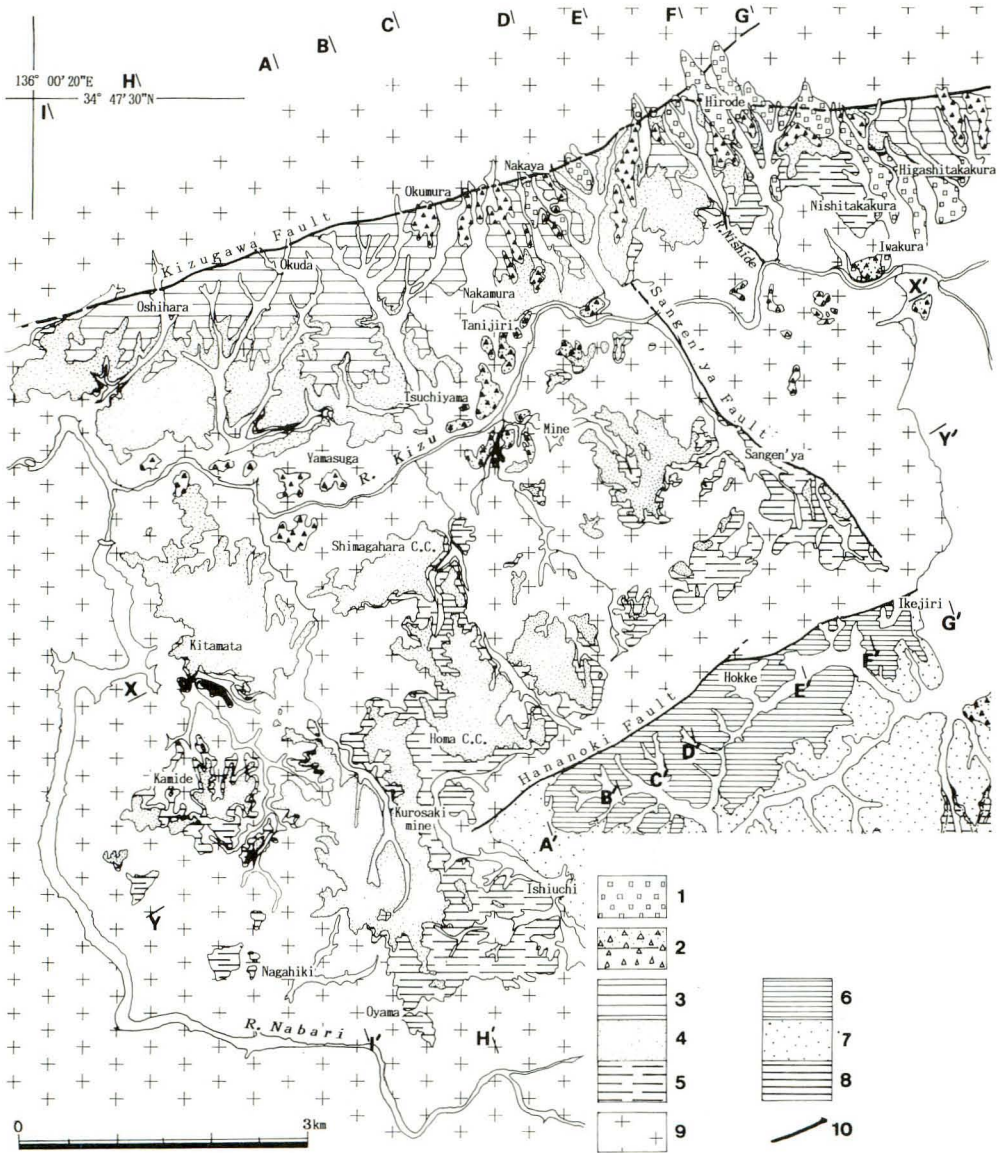 C\
D\
E\
F\
G\
B\
A\
H\
136° 00'20"E
34° 47'30"N
I\
Hirode
Nakaya
Higashitakakura
Okumura
Nishitakakura
Kizugawa Fault
R. Nishide
Iwakura
Okuda
X'
Oshihara
Nakamura
Sangen'ya Fault
Tanijiri
Isuchiyama
Mine
Y'
R. Kizu
Yamasuga
Sangen'ya
Shimagahara C.C.
Ikejiri
G'
Kitamata
F'
Hokke
X
E'
Hananoki Fault
Homa C.C.
D'
Kamide
C'
B'
Kurosaki
mine
A'
Ishiuchi
1
Y
2
Nagahiki
3
6
Oyama
R. Nabari
4
7
I'
H'
5
8
9
10
0
3km